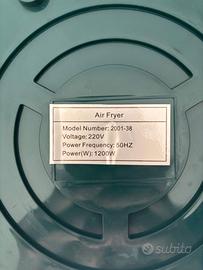 Air Fryer
Model Number: 2001-38
Voltage: 220V
Power Frequency: 50HZ
Power(W): 1200W
subito